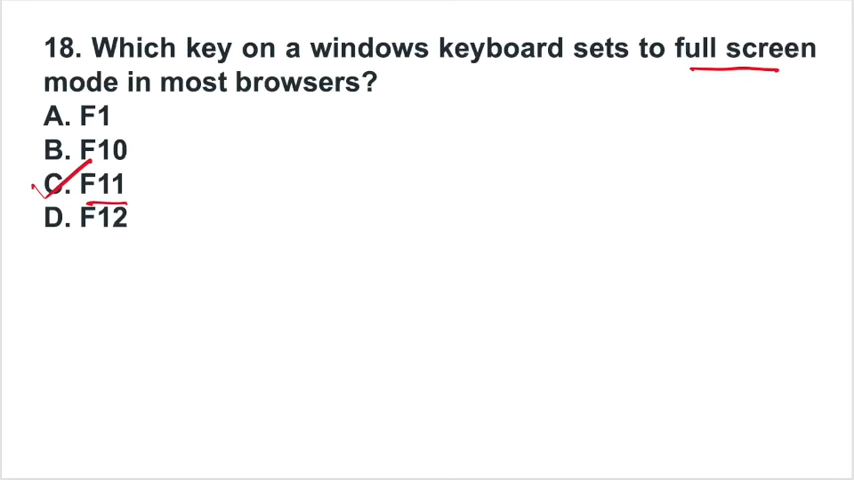 18. Which key on a windows keyboard sets to full screen
mode in most browsers?
A. F1
B. F10
C. F11
D. F12